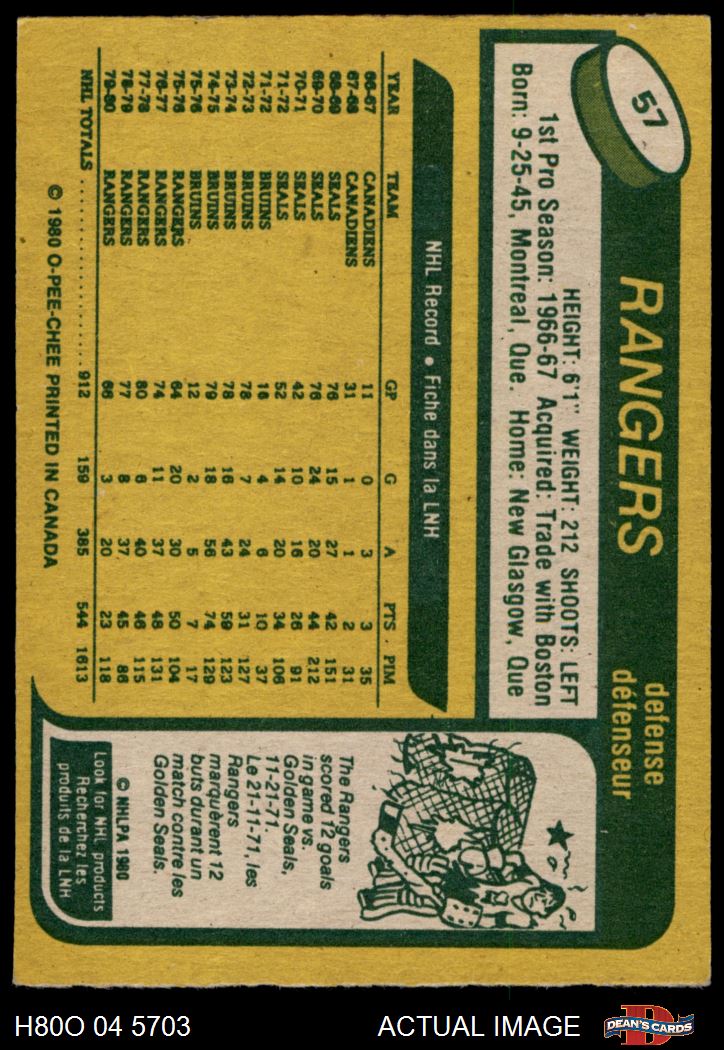 57
RANGERS
defense
défenseur
HEIGHT: 6'1" WEIGHT: 212 SHOOTS: LEFT
1st Pro Season: 1966-67 Acquired: Trade with Boston
Born: 9-25-45, Montreal, Que. Home: New Glasgow, Que
NHL Record • Fiche dans la LNH
YEAR TEAM GP G A PTS. PIM
66-67 CANADIENS 11 0 3 3 35
67-68 CANADIENS 31 1 1 2 31
68-69 SEALS 76 15 27 42 151
69-70 SEALS 76 24 20 44 212
70-71 SEALS 42 10 16 26 91
71-72 SEALS 52 14 20 34 106
71-72 BRUINS 16 4 6 10 37
72-73 BRUINS 78 7 24 31 127
73-74 BRUINS 78 16 43 59 123
74-75 BRUINS 79 18 56 74 129
75-76 BRUINS 12 2 5 7 17
75-76 RANGERS 64 20 30 50 104
76-77 RANGERS 74 11 37 48 131
77-78 RANGERS 80 6 40 46 115
78-79 RANGERS 77 8 37 45 86
79-80 RANGERS 66 3 20 23 118
NHL TOTALS 912 159 385 544 1613
© 1980 O-PEE-CHEE PRINTED IN CANADA
The Rangers
scored 12 goals
in game vs.
Golden Seals,
11-21-71.
Le 21-11-71, les
Rangers
marquèrent 12
buts durant un
match contre les
Golden Seals.
© NHLPA 1980
Look for NHL products
Recherchez les
produits de la LNH
H80O 04 5703
ACTUAL IMAGE
D
DEAN'S CARDS